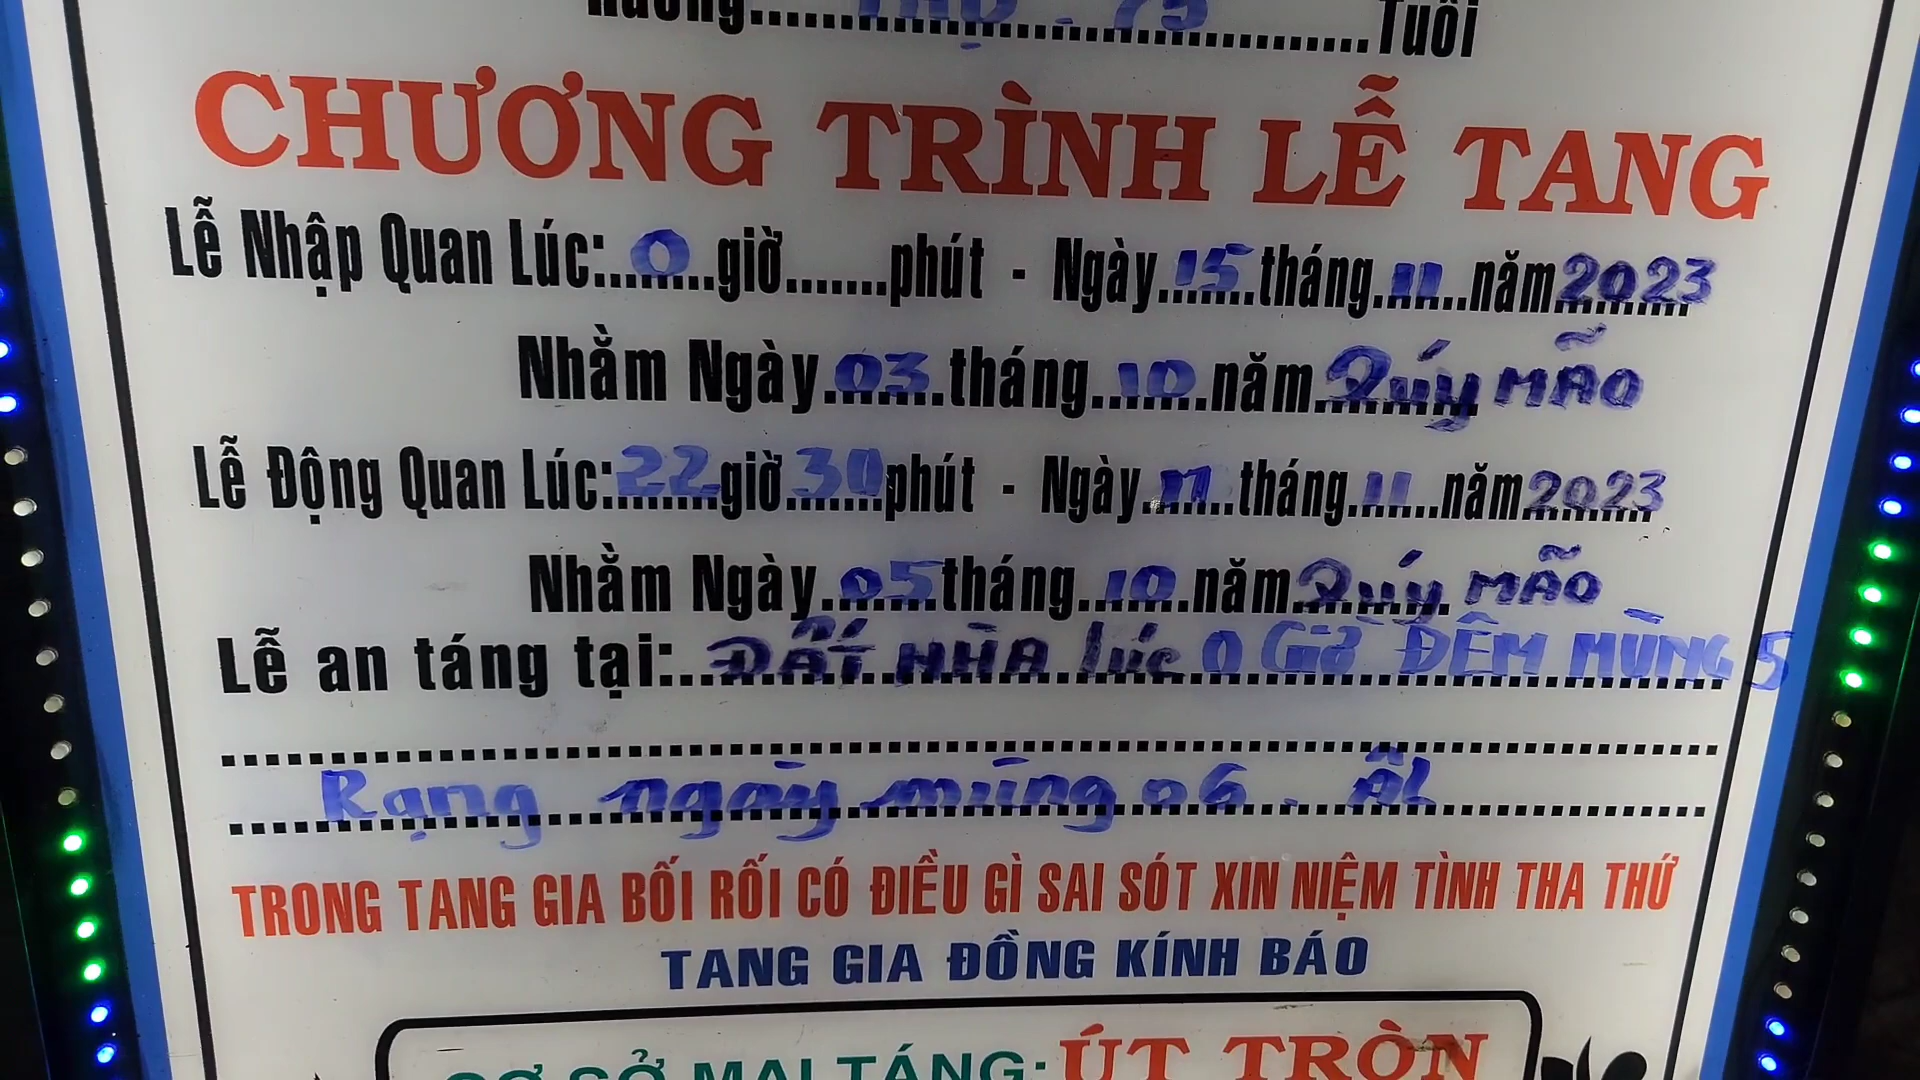 Hưởng THỌ - 75 Tuổi
CHƯƠNG TRÌNH LỄ TANG
Lễ Nhập Quan Lúc: 0 giờ ....... phút - Ngày 15 tháng 11 năm 2023
Nhằm Ngày 03 tháng 10 năm Quý MÃO
Lễ Động Quan Lúc: 22 giờ 30 phút - Ngày 17 tháng 11 năm 2023
Nhằm Ngày 05 tháng 10 năm Quý MÃO
Lễ an táng tại: ĐẤT NHÀ lúc 0 Giờ ĐÊM MÙNG 5
Rạng ngày mùng 06. ÂL
TRONG TANG GIA BỐI RỐI CÓ ĐIỀU GÌ SAI SÓT XIN NIỆM TÌNH THA THỨ
TANG GIA ĐỒNG KÍNH BÁO
CƠ SỞ MAI TÁNG: ÚT TRÒN